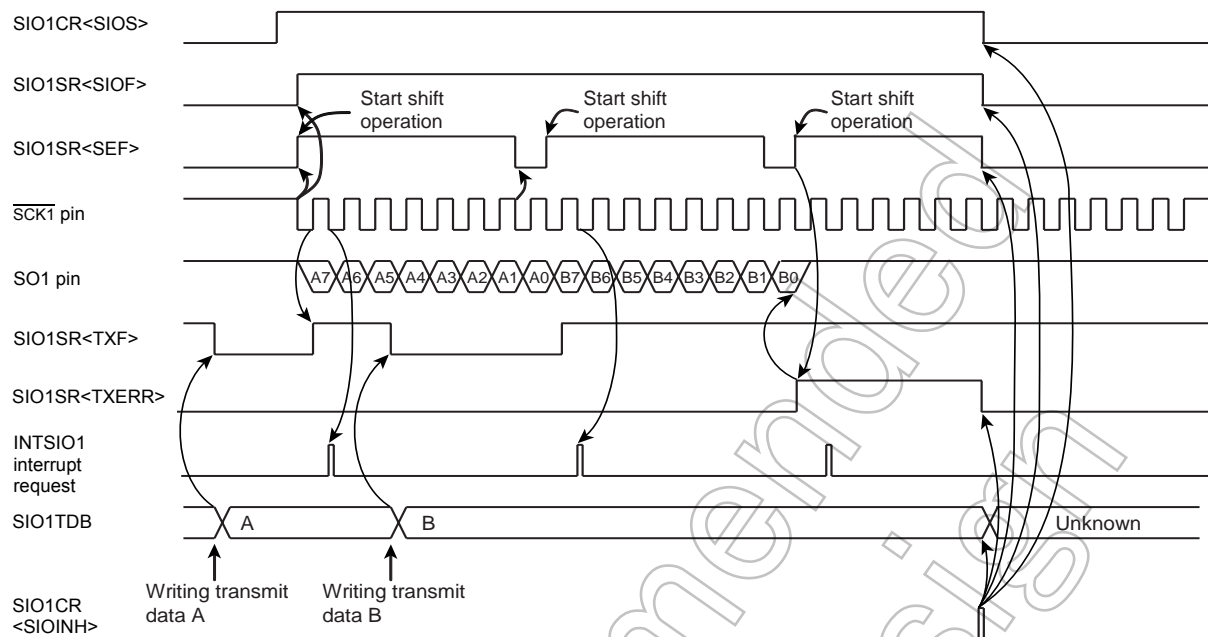 SIO1CR<SIOS>
SIO1SR<SIOF>
Start shift
operation
Start shift
operation
Start shift
operation
SIO1SR<SEF>
SCK1 pin
SO1 pin
A7 A6 A5 A4 A3 A2 A1 A0 B7 B6 B5 B4 B3 B2 B1 B0
SIO1SR<TXF>
SIO1SR<TXERR>
INTSIO1
interrupt
request
SIO1TDB
A
B
Unknown
Writing transmit
data A
Writing transmit
data B
SIO1CR
<SIOINH>
mended
sign